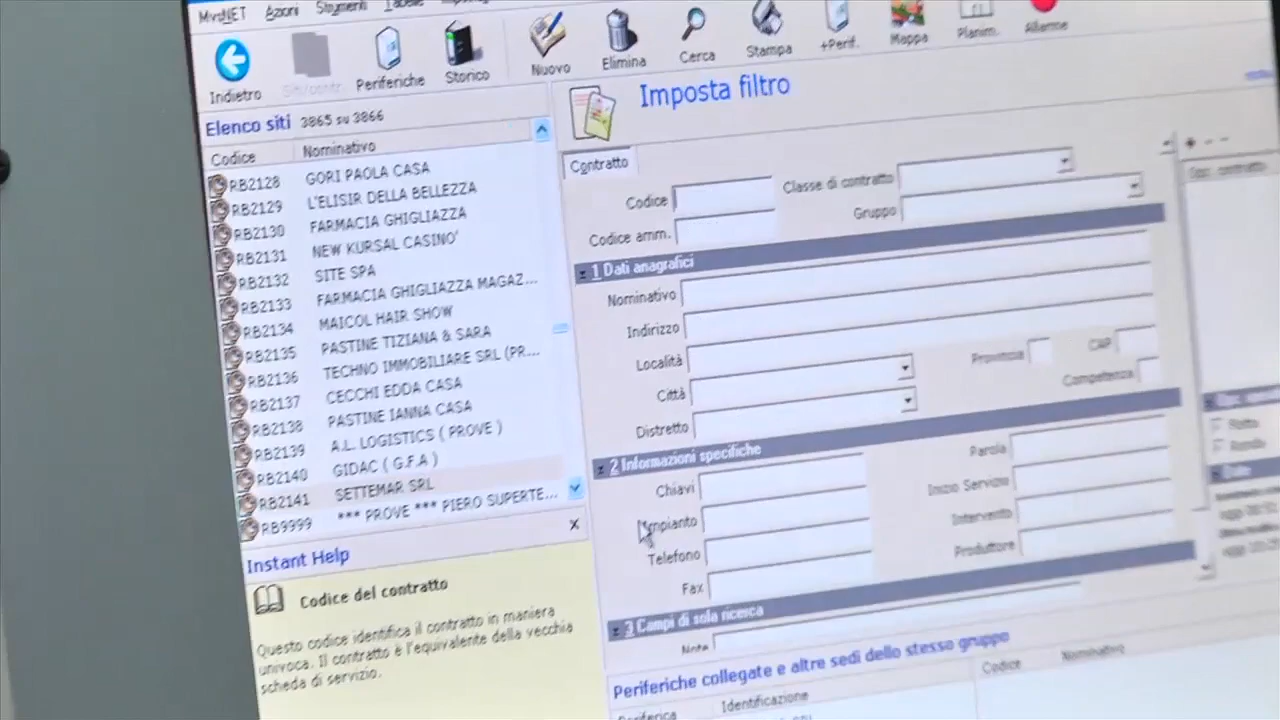 MvsNET Azioni Strumenti Tabelle
Indietro Periferiche Storico Nuovo Elimina Cerca Stampa +Perif. Mappa Planim. Allarme
Elenco siti 3865 su 3866
Codice Nominativo
RB2128 GORI PAOLA CASA
RB2129 L'ELISIR DELLA BELLEZZA
RB2130 FARMACIA GHIGLIAZZA
RB2131 NEW KURSAL CASINO'
RB2132 SITE SPA
RB2133 FARMACIA GHIGLIAZZA MAGAZ...
RB2134 MAICOL HAIR SHOW
RB2135 PASTINE TIZIANA & SARA
RB2136 TECHNO IMMOBILIARE SRL (PR...
RB2137 CECCHI EDDA CASA
RB2138 PASTINE IANNA CASA
RB2139 A.L. LOGISTICS ( PROVE )
RB2140 GIDAC ( G.F.A )
RB2141 SETTEMAR SRL
RB9999 *** PROVE *** PIERO SUPERTE...
Instant Help
Codice del contratto
Questo codice identifica il contratto in maniera
univoca. Il contratto è l'equivalente della vecchia
scheda di servizio.
Imposta filtro
Contratto
Codice Classe di contratto
Codice amm. Gruppo
1 Dati anagrafici
Nominativo
Indirizzo
Località Provincia CAP
Città Competenza
Distretto
2 Informazioni specifiche
Chiavi Parola
Impianto Inizio Servizio
Telefono Intervento
Fax Produttore
3 Campi di sola ricerca
Note
Periferiche collegate e altre sedi dello stesso gruppo
Periferica Identificazione Codice Nominativo